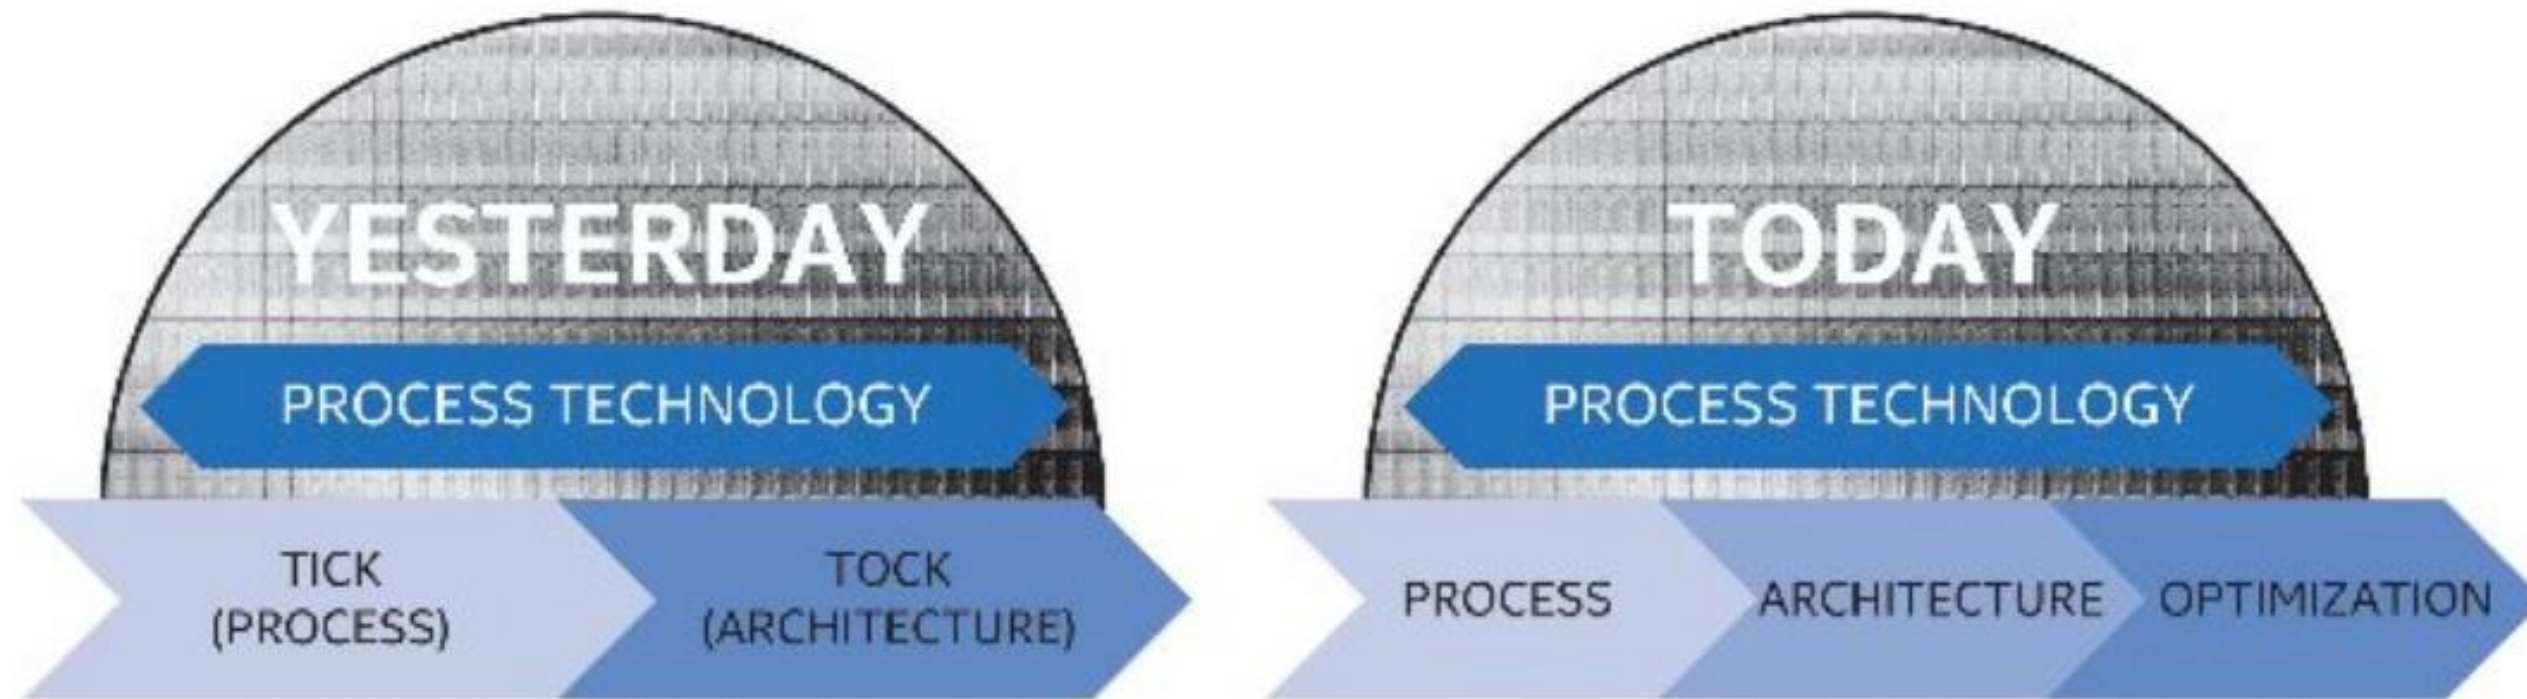 YESTERDAY
PROCESS TECHNOLOGY
TICK
(PROCESS)
TOCK
(ARCHITECTURE)
TODAY
PROCESS TECHNOLOGY
PROCESS
ARCHITECTURE
OPTIMIZATION